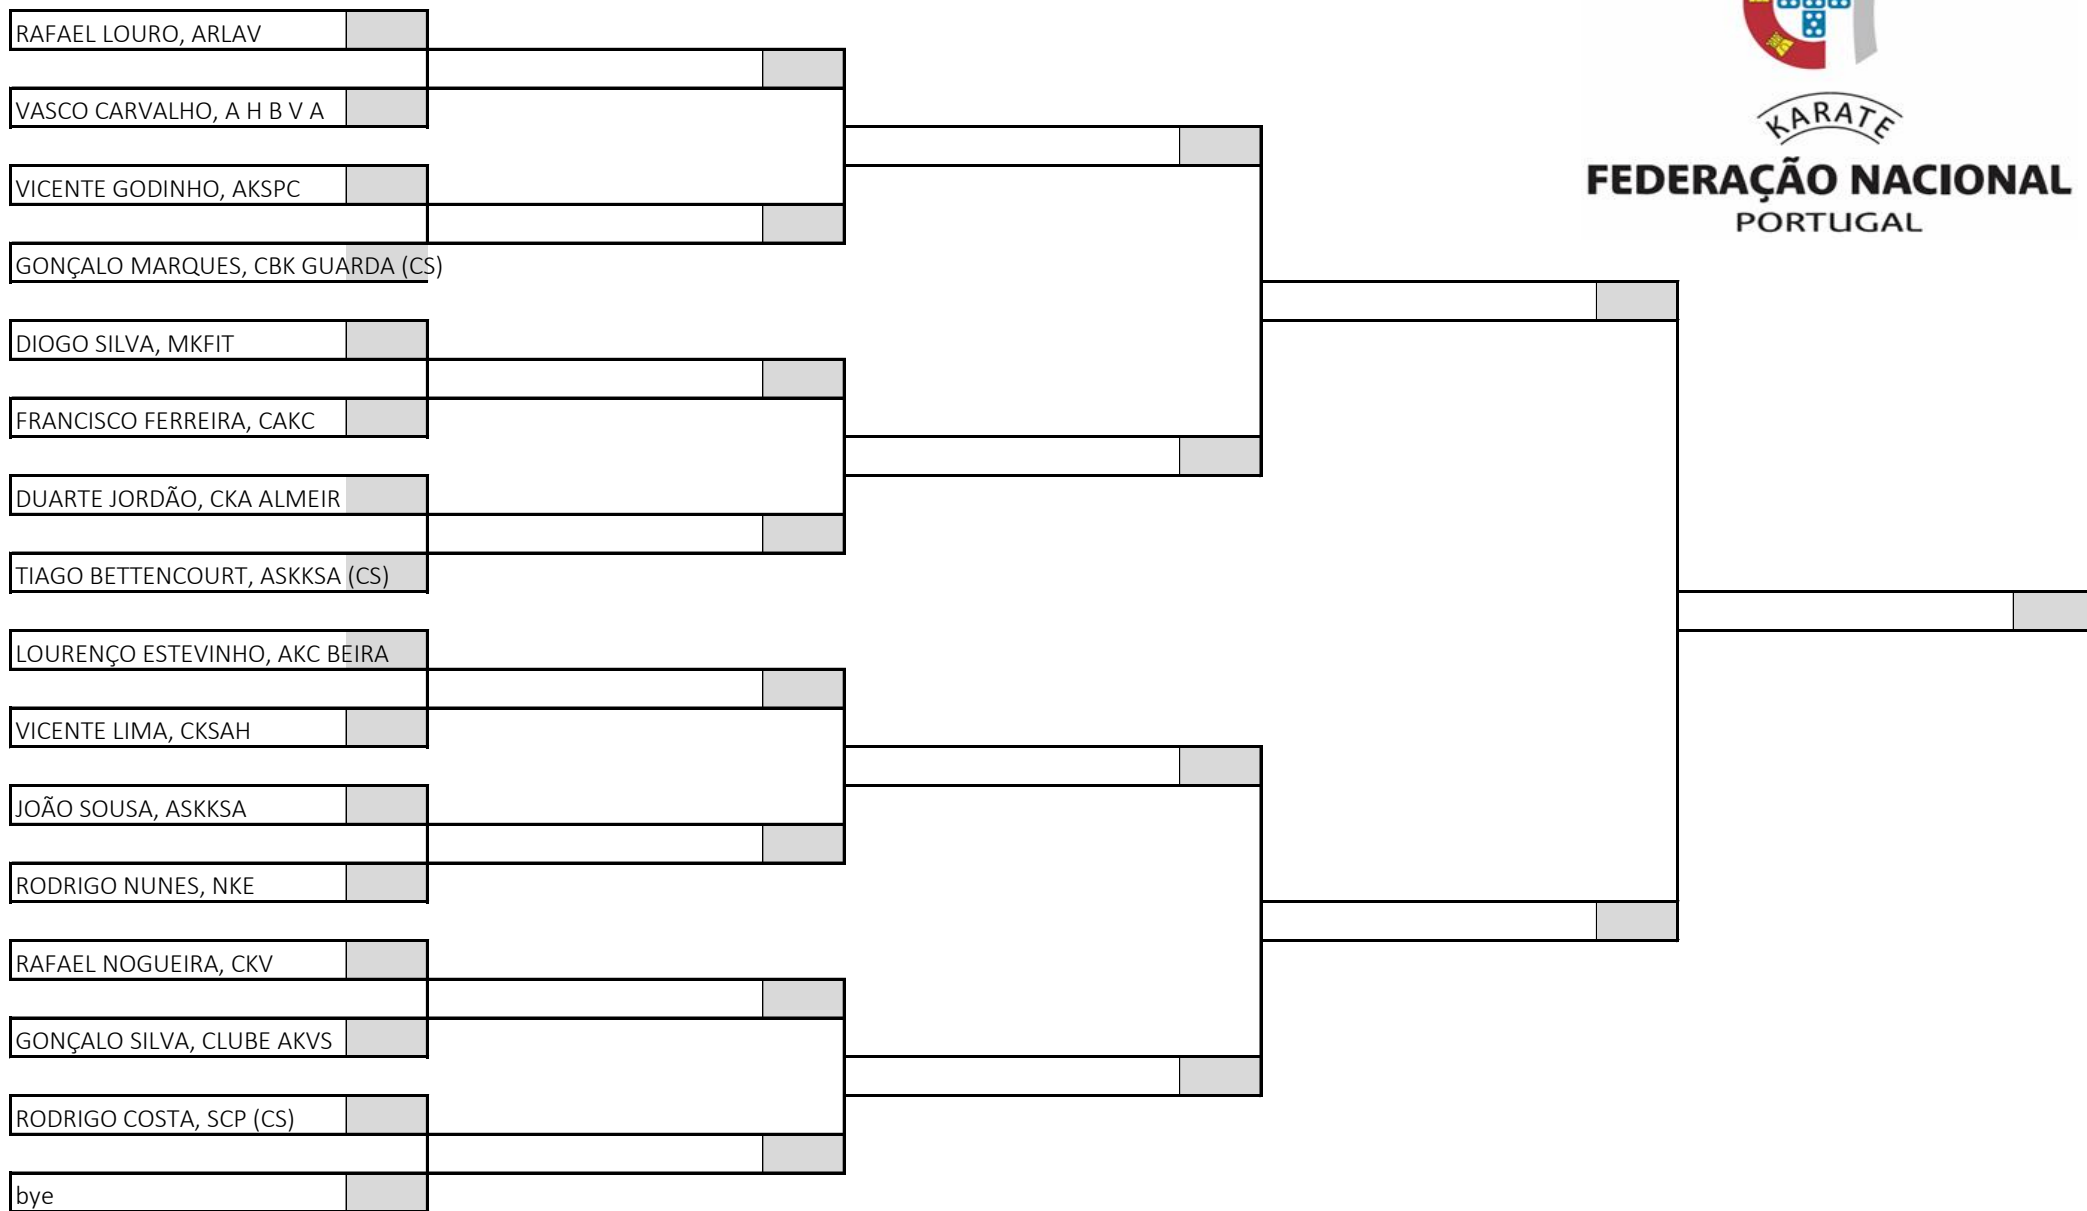 RAFAEL LOURO, ARLAV
VASCO CARVALHO, A H B V A
VICENTE GODINHO, AKSPC
GONÇALO MARQUES, CBK GUARDA (CS)
DIOGO SILVA, MKFIT
FRANCISCO FERREIRA, CAKC
DUARTE JORDÃO, CKA ALMEIR
TIAGO BETTENCOURT, ASKKSA (CS)
LOURENÇO ESTEVINHO, AKC BEIRA
VICENTE LIMA, CKSAH
JOÃO SOUSA, ASKKSA
RODRIGO NUNES, NKE
RAFAEL NOGUEIRA, CKV
GONÇALO SILVA, CLUBE AKVS
RODRIGO COSTA, SCP (CS)
bye
KARATE
FEDERAÇÃO NACIONAL
PORTUGAL